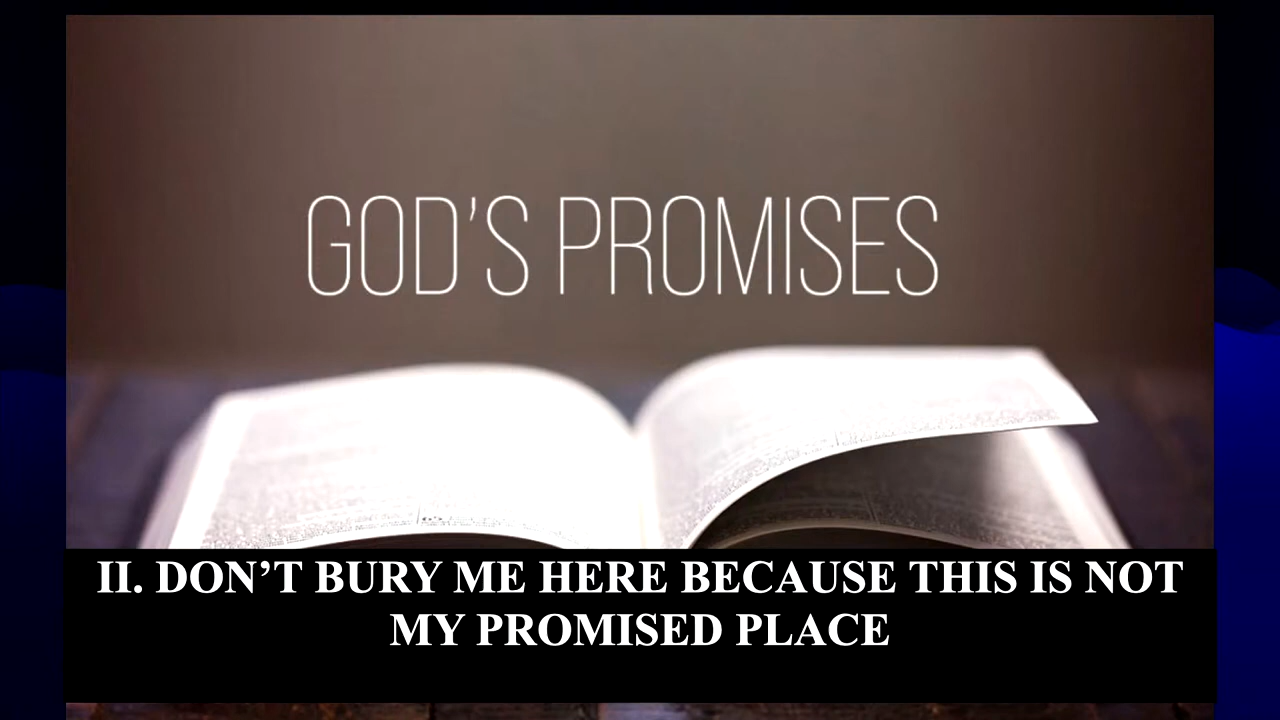 GOD'S PROMISES
II. DON'T BURY ME HERE BECAUSE THIS IS NOT
MY PROMISED PLACE